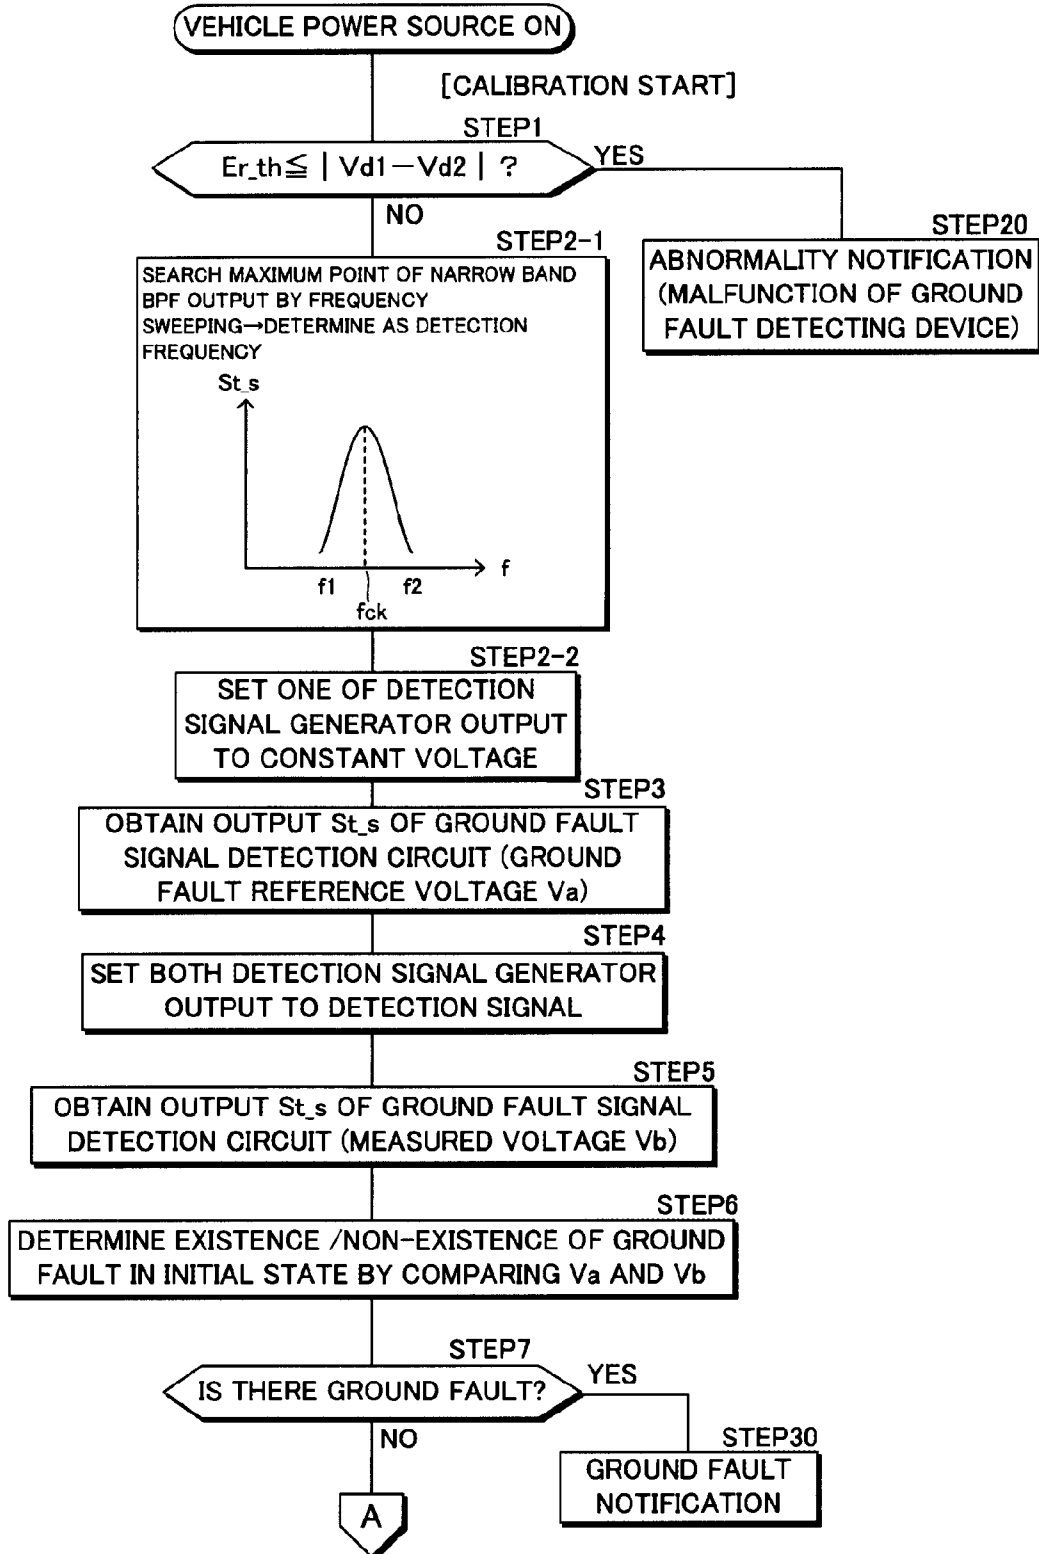 VEHICLE POWER SOURCE ON
[CALIBRATION START]
STEP1
Er_th≦ | Vd1−Vd2 | ?
YES
NO
STEP20
ABNORMALITY NOTIFICATION
(MALFUNCTION OF GROUND
FAULT DETECTING DEVICE)
STEP2-1
SEARCH MAXIMUM POINT OF NARROW BAND
BPF OUTPUT BY FREQUENCY
SWEEPING→DETERMINE AS DETECTION
FREQUENCY
St_s
f
f1
f2
fck
STEP2-2
SET ONE OF DETECTION
SIGNAL GENERATOR OUTPUT
TO CONSTANT VOLTAGE
STEP3
OBTAIN OUTPUT St_s OF GROUND FAULT
SIGNAL DETECTION CIRCUIT (GROUND
FAULT REFERENCE VOLTAGE Va)
STEP4
SET BOTH DETECTION SIGNAL GENERATOR
OUTPUT TO DETECTION SIGNAL
STEP5
OBTAIN OUTPUT St_s OF GROUND FAULT SIGNAL
DETECTION CIRCUIT (MEASURED VOLTAGE Vb)
STEP6
DETERMINE EXISTENCE /NON-EXISTENCE OF GROUND
FAULT IN INITIAL STATE BY COMPARING Va AND Vb
STEP7
IS THERE GROUND FAULT?
YES
NO
STEP30
GROUND FAULT
NOTIFICATION
A